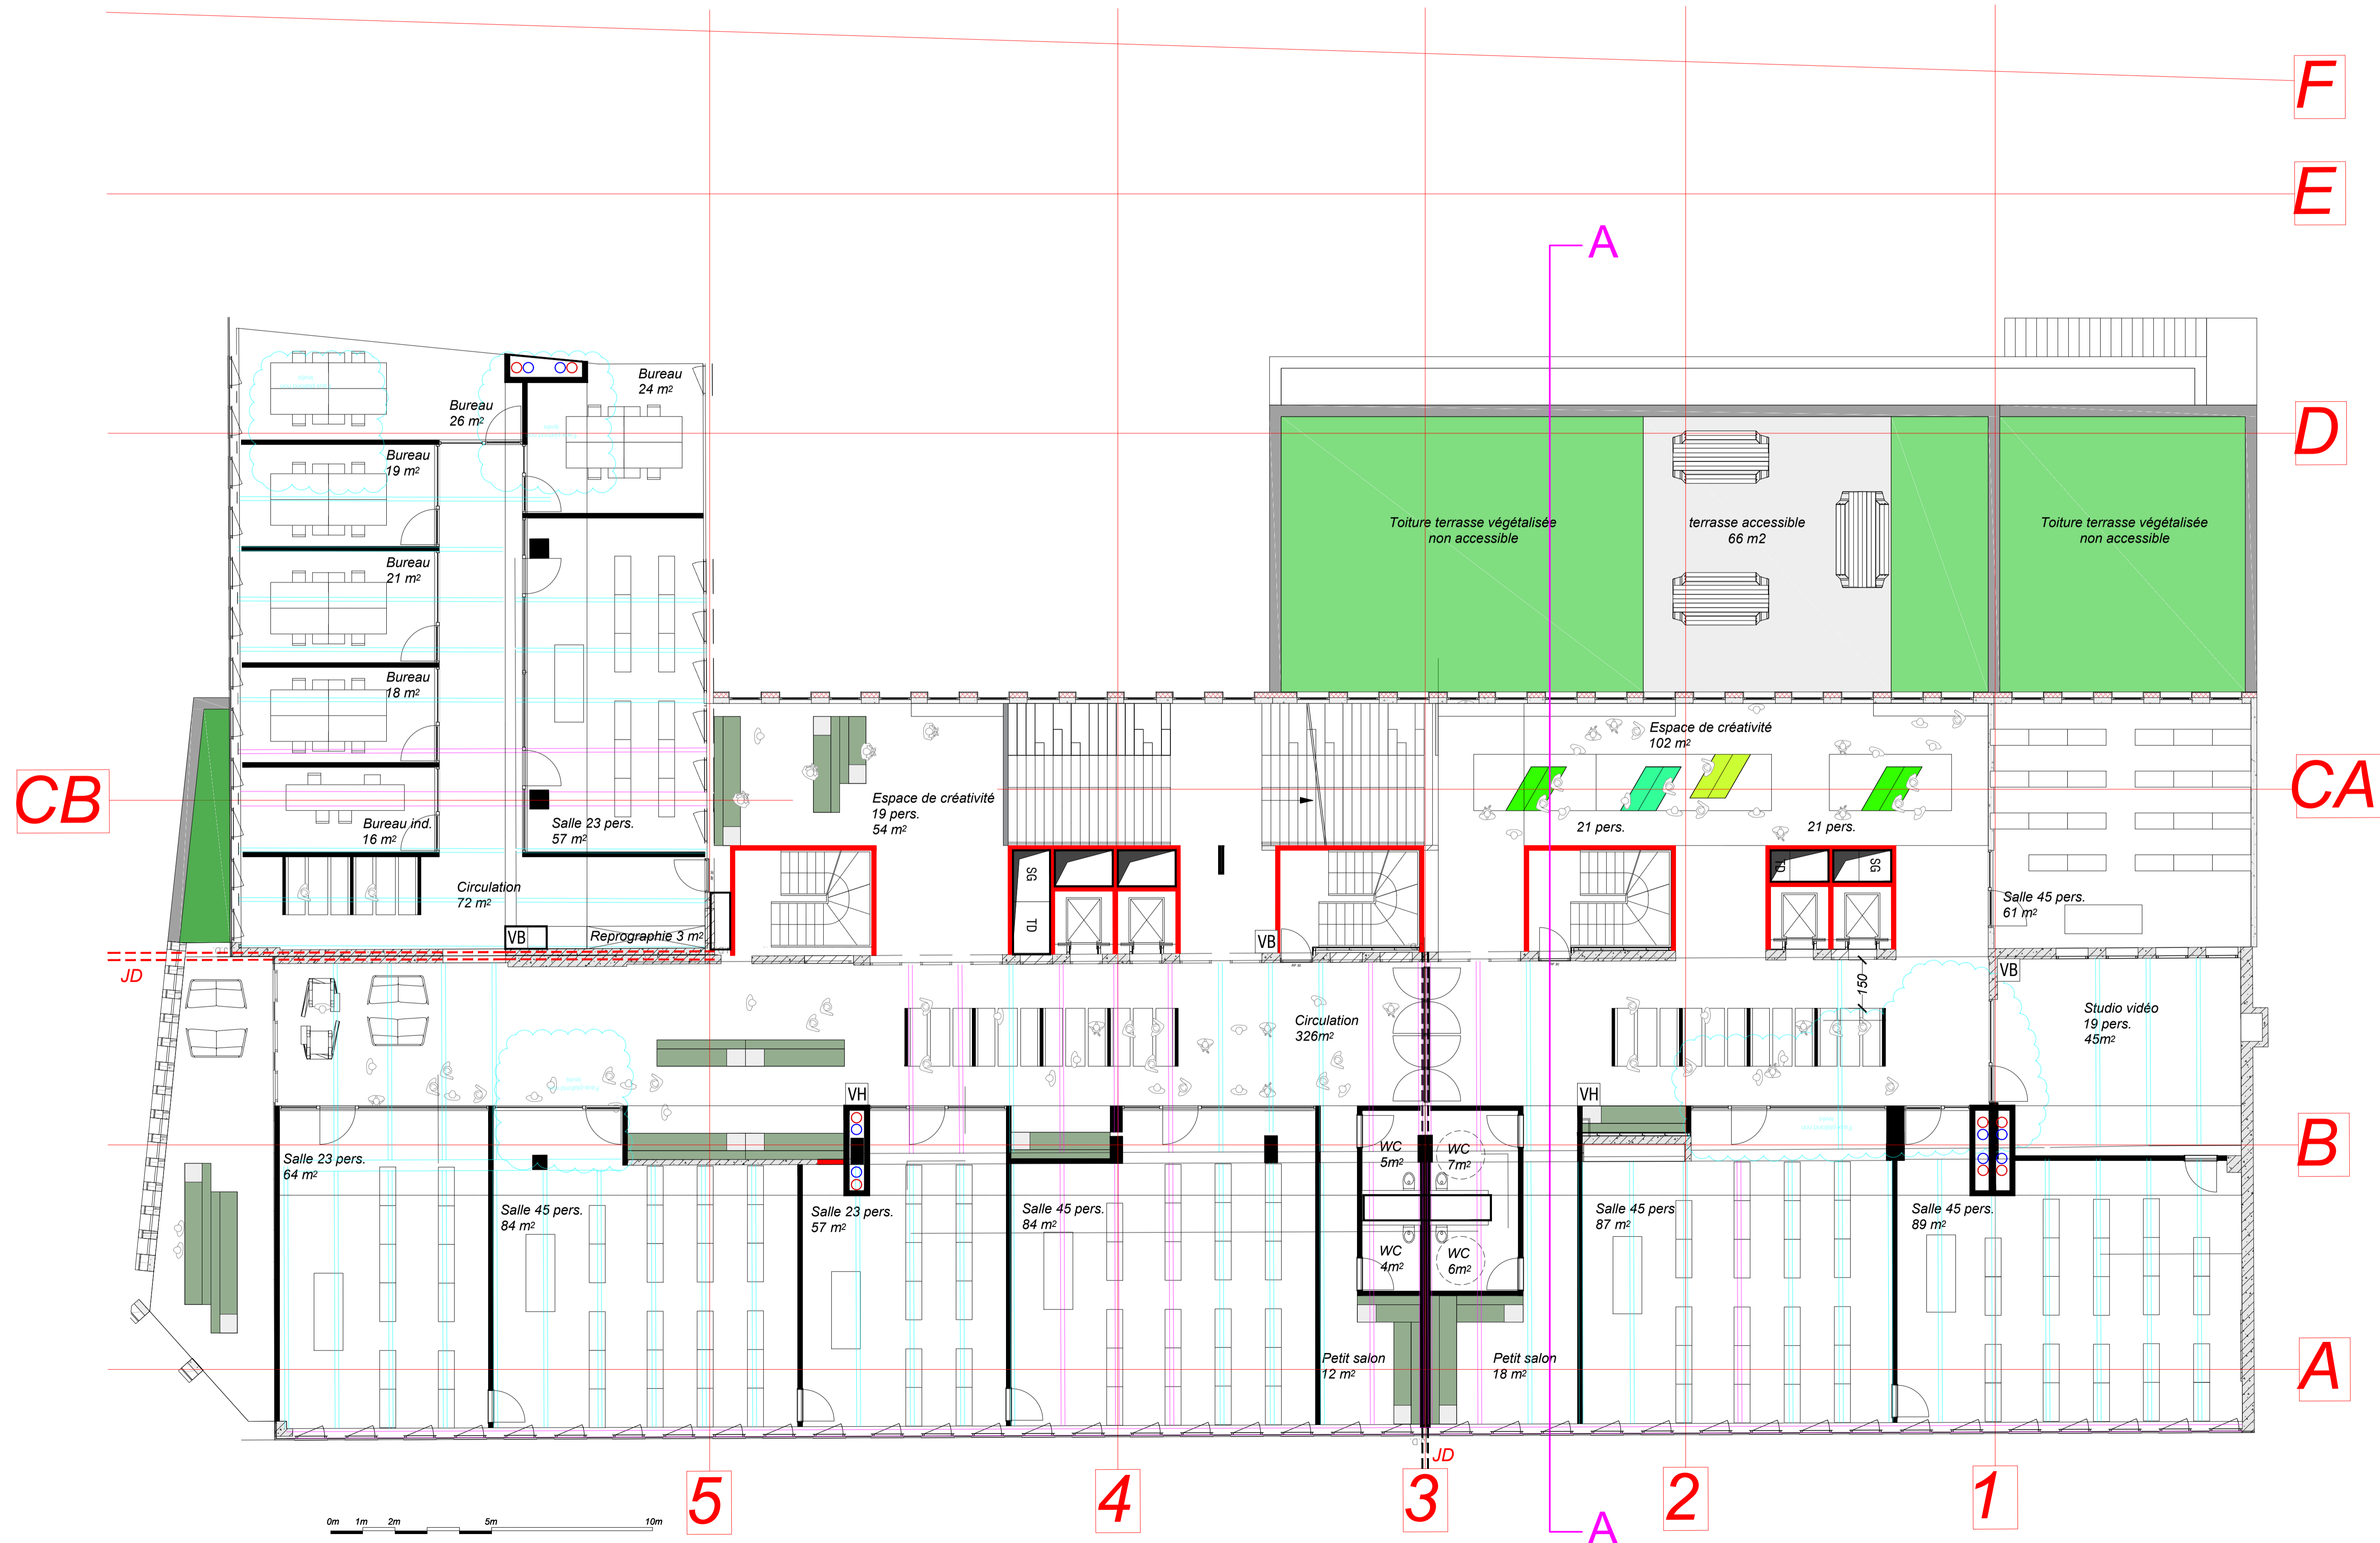 F
E
A
Bureau
24 m²
Bureau
26 m²
D
Bureau
19 m²
Toiture terrasse végétalisée
non accessible
terrasse accessible
66 m2
Toiture terrasse végétalisée
non accessible
Bureau
21 m²
Bureau
18 m²
Espace de créativité
102 m²
CB
CA
Espace de créativité
19 pers.
54 m²
Bureau ind.
16 m²
Salle 23 pers.
57 m²
21 pers.
21 pers.
SG
TD
TD
SG
Circulation
72 m²
Salle 45 pers.
61 m²
VB
Reprographie 3 m²
VB
JD
VB
150
Studio vidéo
19 pers.
45m²
Circulation
326m²
VH
VH
B
Salle 23 pers.
64 m²
WC
5m²
WC
7m²
Salle 45 pers.
84 m²
Salle 23 pers.
57 m²
Salle 45 pers.
84 m²
Salle 45 pers
87 m²
Salle 45 pers.
89 m²
WC
4m²
WC
6m²
Petit salon
12 m²
Petit salon
18 m²
A
JD
5
4
3
2
1
0m 1m 2m 5m 10m
A